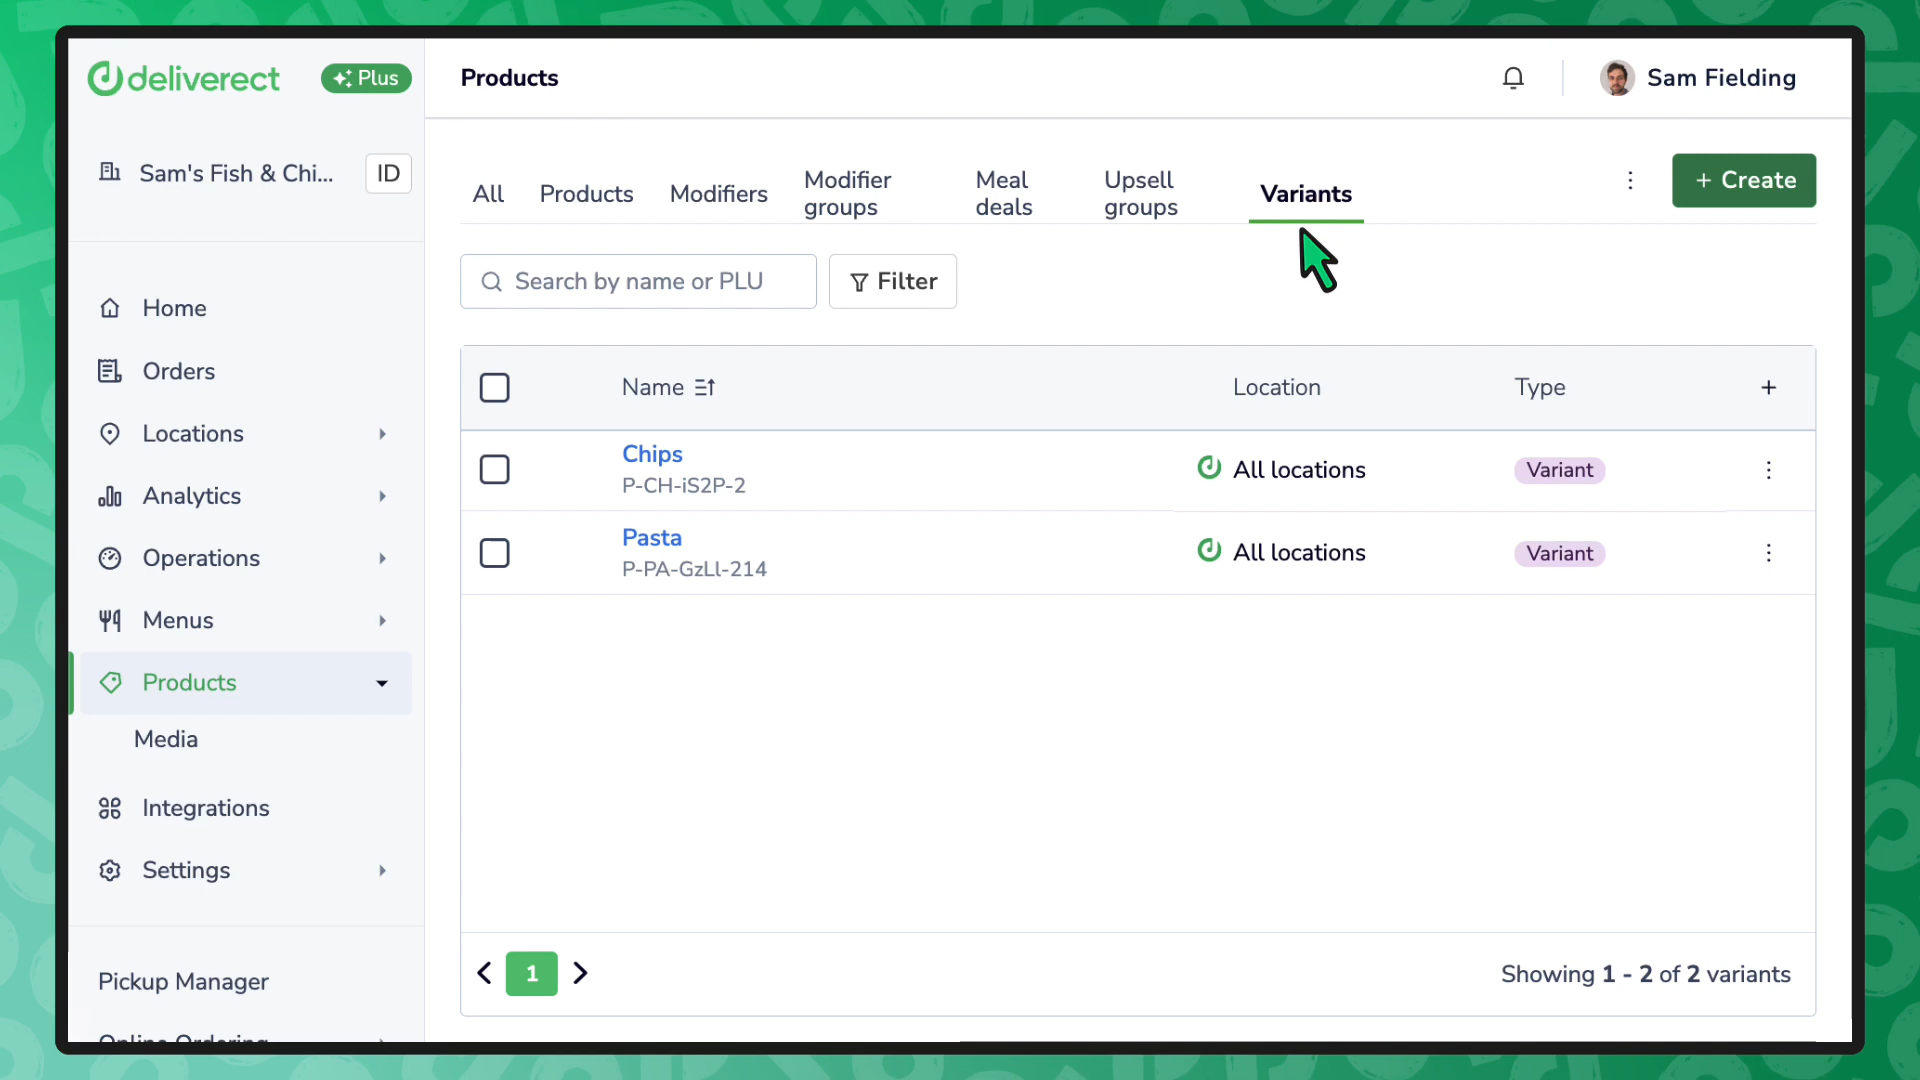 deliverect
Plus
Products
Sam Fielding
Sam's Fish & Chi...
ID
All
Products
Modifiers
Modifier
groups
Meal
deals
Upsell
groups
Variants
+ Create
Search by name or PLU
Filter
Home
Orders
Locations
Analytics
Operations
Menus
Products
Media
Integrations
Settings
Pickup Manager
Online Ordering
Name
Location
Type
+
Chips
P-CH-iS2P-2
All locations
Variant
Pasta
P-PA-GzLl-214
All locations
Variant
1
Showing 1 - 2 of 2 variants